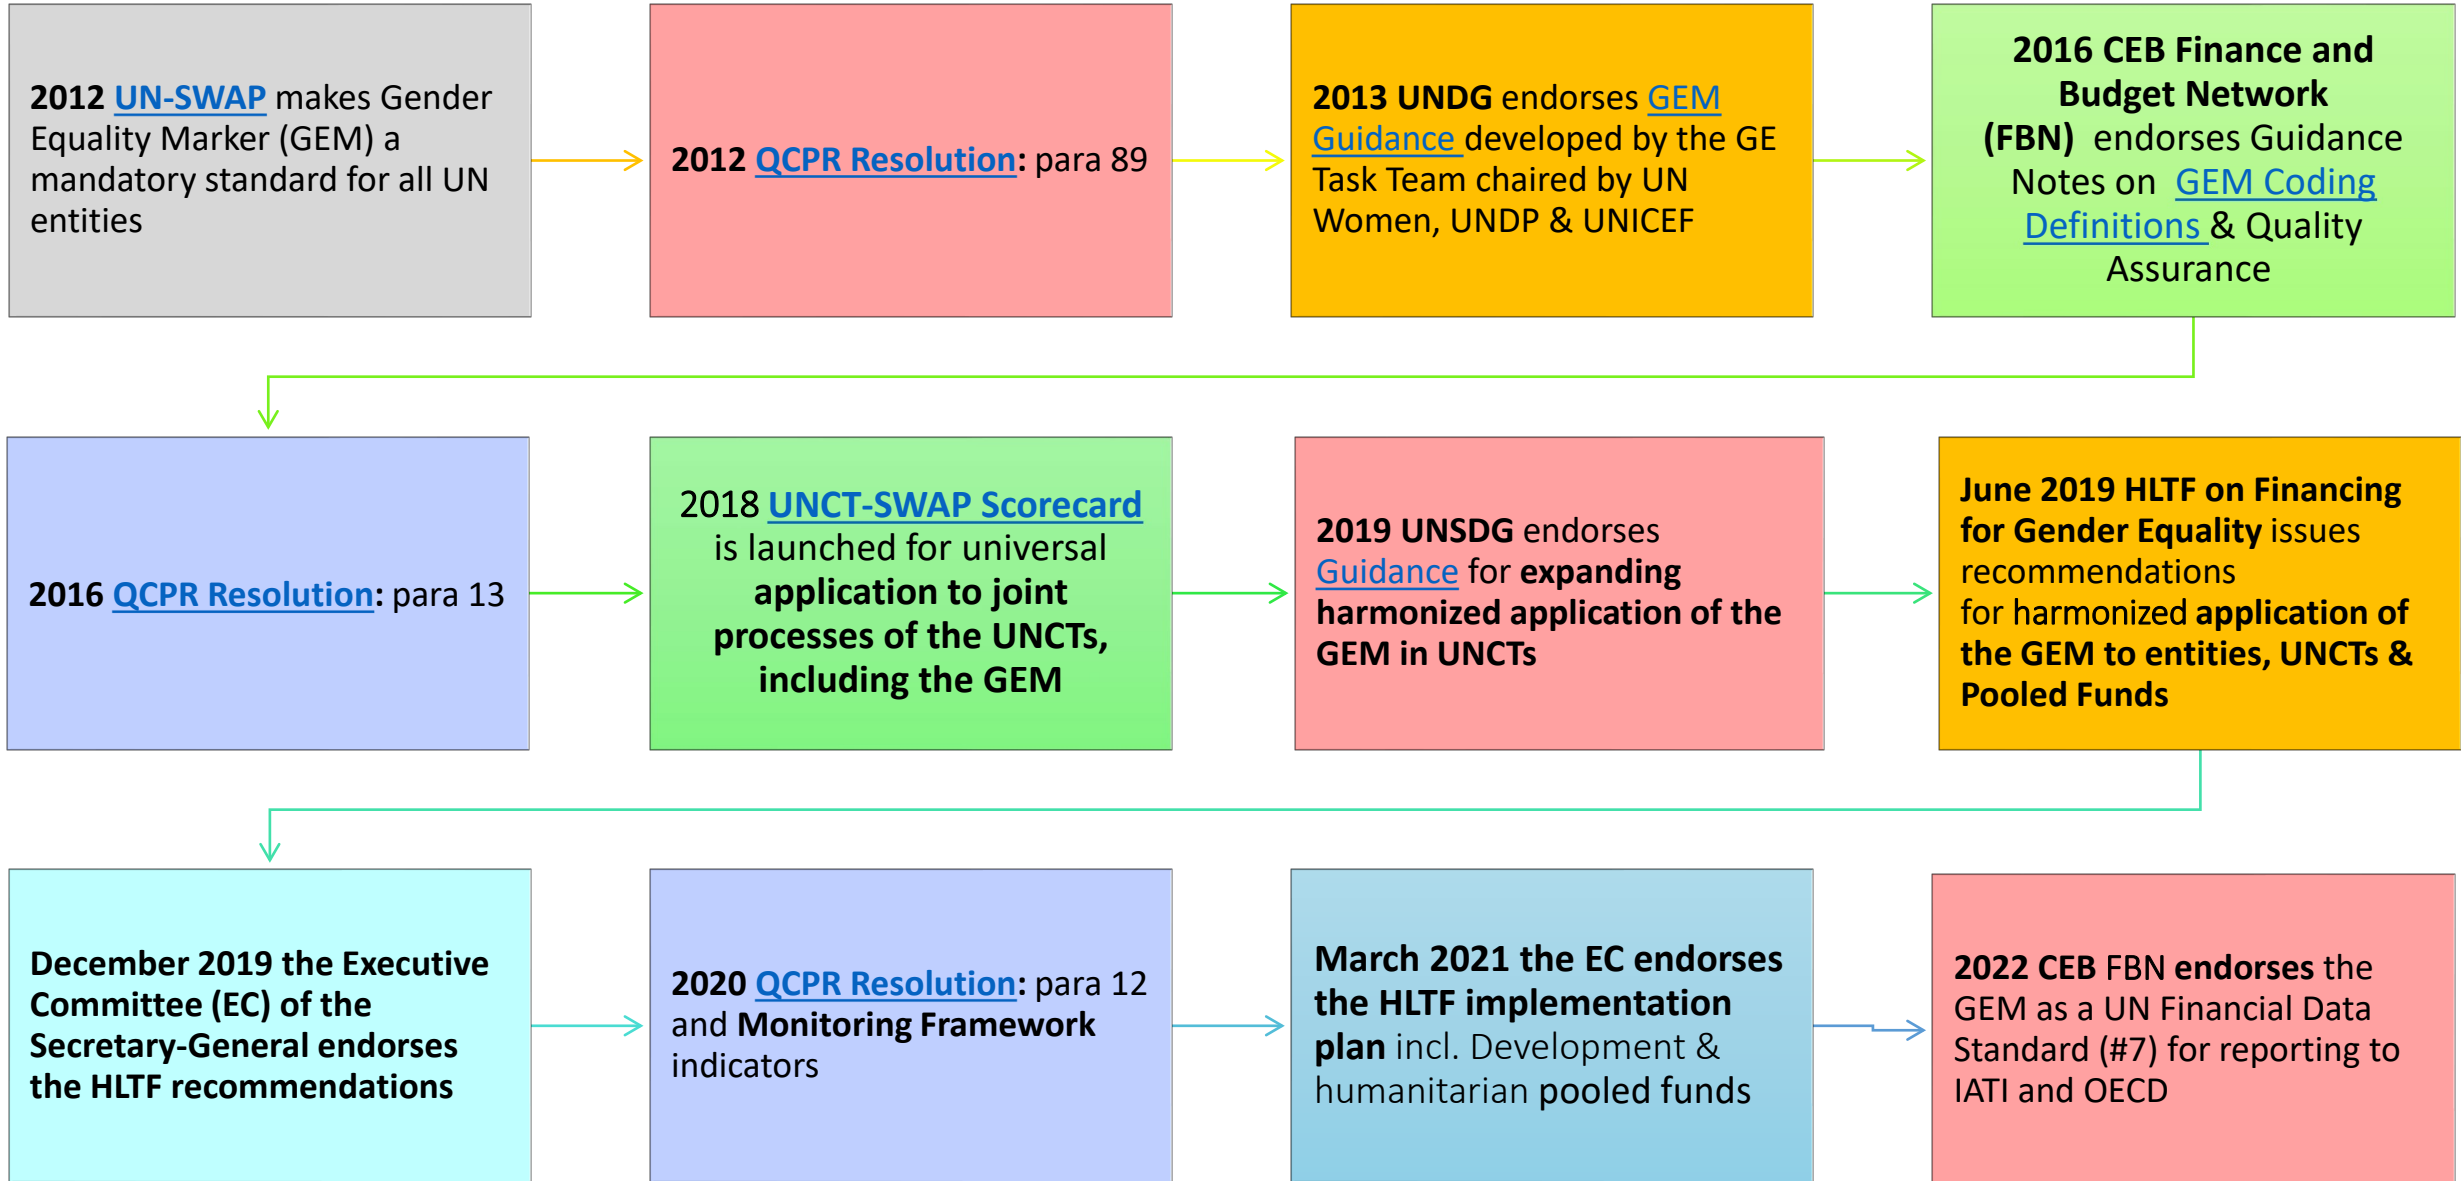 2012 UN-SWAP makes Gender
Equality Marker (GEM) a
mandatory standard for all UN
entities
2012 QCPR Resolution: para 89
2013 UNDG endorses GEM
Guidance developed by the GE
Task Team chaired by UN
Women, UNDP & UNICEF
2016 CEB Finance and
Budget Network
(FBN) endorses Guidance
Notes on GEM Coding
Definitions & Quality
Assurance
2016 QCPR Resolution: para 13
2018 UNCT-SWAP Scorecard
is launched for universal
application to joint
processes of the UNCTs,
including the GEM
2019 UNSDG endorses
Guidance for expanding
harmonized application of the
GEM in UNCTs
June 2019 HLTF on Financing
for Gender Equality issues
recommendations
for harmonized application of
the GEM to entities, UNCTs &
Pooled Funds
December 2019 the Executive
Committee (EC) of the
Secretary-General endorses
the HLTF recommendations
2020 QCPR Resolution: para 12
and Monitoring Framework
indicators
March 2021 the EC endorses
the HLTF implementation
plan incl. Development &
humanitarian pooled funds
2022 CEB FBN endorses the
GEM as a UN Financial Data
Standard (#7) for reporting to
IATI and OECD